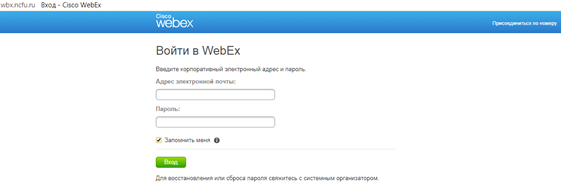 wbx.ncfu.ru Вход - Cisco WebEx
Cisco
webex
Присоединиться по номеру
Войти в WebEx
Введите корпоративный электронный адрес и пароль.
Адрес электронной почты:
Пароль:
Запомнить меня
Вход
Для восстановления или сброса пароля свяжитесь с системным организатором.